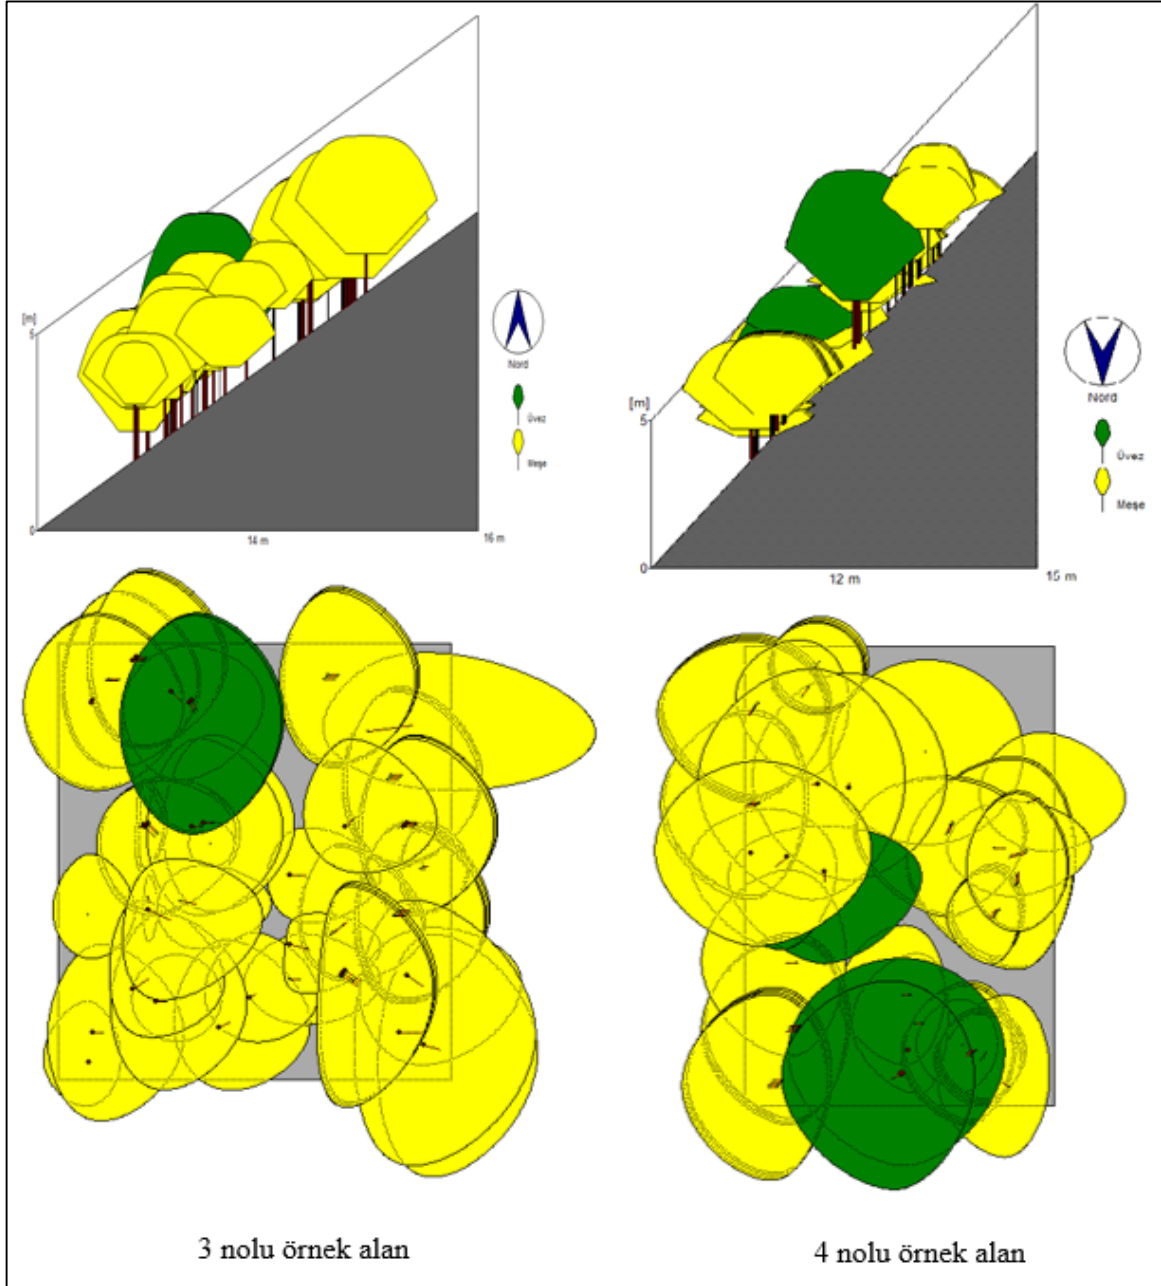 [m]
5
0
14 m
16 m
Nord
Üvez
Meşe
[m]
5
0
12 m
15 m
Nord
Üvez
Meşe
3 nolu örnek alan
4 nolu örnek alan